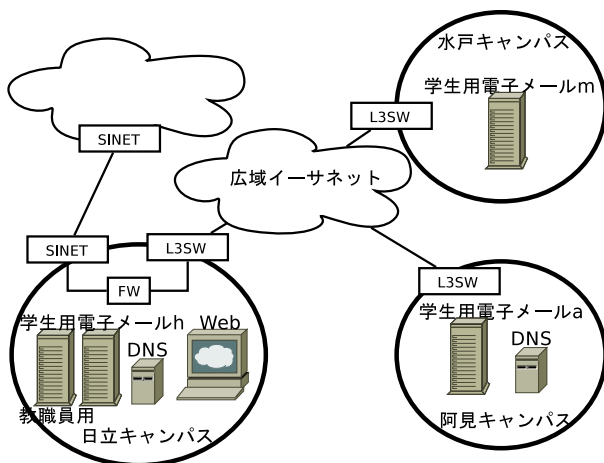 水戸キャンパス
学生用電子メールm
L3SW
SINET
広域イーサネット
SINET
L3SW
FW
L3SW
学生用電子メールh
Web
DNS
教職員用
日立キャンパス
学生用電子メールa
DNS
阿見キャンパス